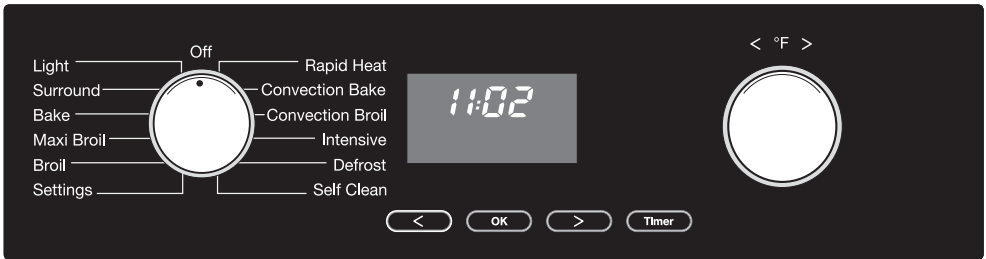 Off
Light
Surround
Bake
Maxi Broil
Broil
Settings
Rapid Heat
Convection Bake
Convection Broil
Intensive
Defrost
Self Clean
11:02
< °F >
< OK > TImer